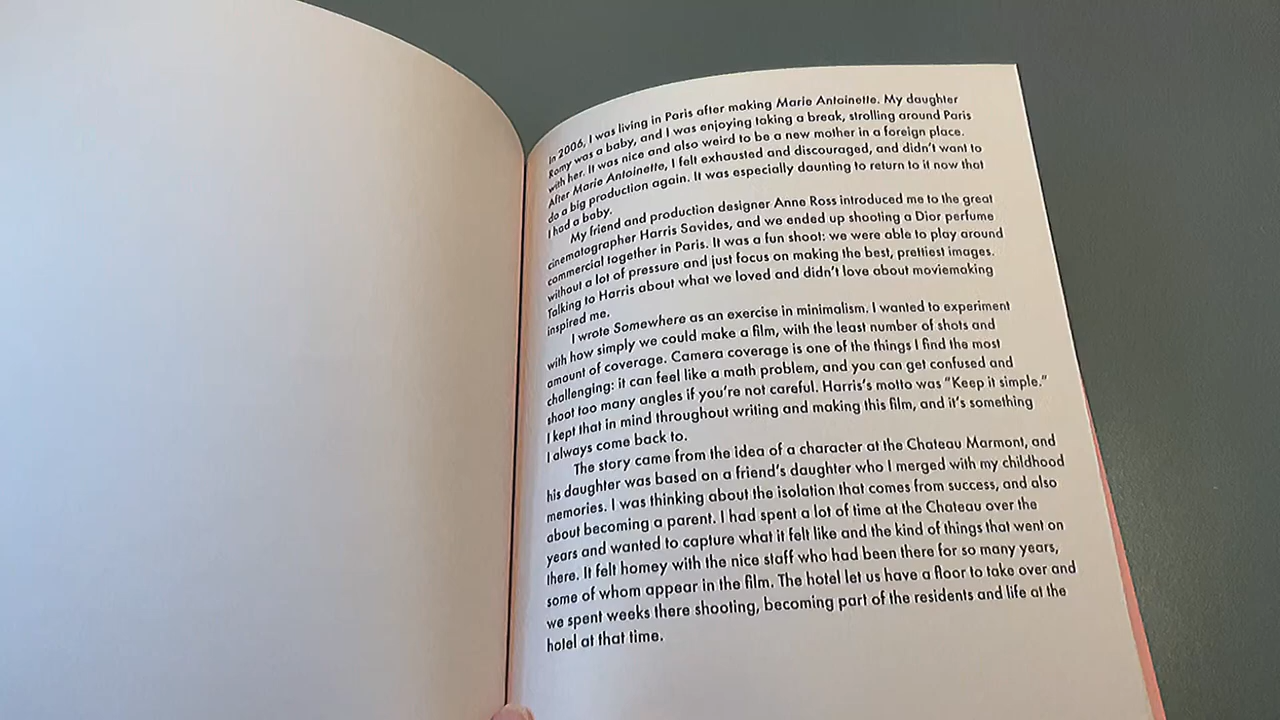 In 2006, I was living in Paris after making Marie Antoinette. My daughter
Romy was a baby, and I was enjoying taking a break, strolling around Paris
with her. It was nice and also weird to be a new mother in a foreign place.
After Marie Antoinette, I felt exhausted and discouraged, and didn't want to
do a big production again. It was especially daunting to return to it now that
I had a baby.
My friend and production designer Anne Ross introduced me to the great
cinematographer Harris Savides, and we ended up shooting a Dior perfume
commercial together in Paris. It was a fun shoot: we were able to play around
without a lot of pressure and just focus on making the best, prettiest images.
Talking to Harris about what we loved and didn't love about moviemaking
inspired me.
I wrote Somewhere as an exercise in minimalism. I wanted to experiment
with how simply we could make a film, with the least number of shots and
amount of coverage. Camera coverage is one of the things I find the most
challenging: it can feel like a math problem, and you can get confused and
shoot too many angles if you're not careful. Harris's motto was "Keep it simple."
I kept that in mind throughout writing and making this film, and it's something
I always come back to.
The story came from the idea of a character at the Chateau Marmont, and
his daughter was based on a friend's daughter who I merged with my childhood
memories. I was thinking about the isolation that comes from success, and also
about becoming a parent. I had spent a lot of time at the Chateau over the
years and wanted to capture what it felt like and the kind of things that went on
there. It felt homey with the nice staff who had been there for so many years,
some of whom appear in the film. The hotel let us have a floor to take over and
we spent weeks there shooting, becoming part of the residents and life at the
hotel at that time.